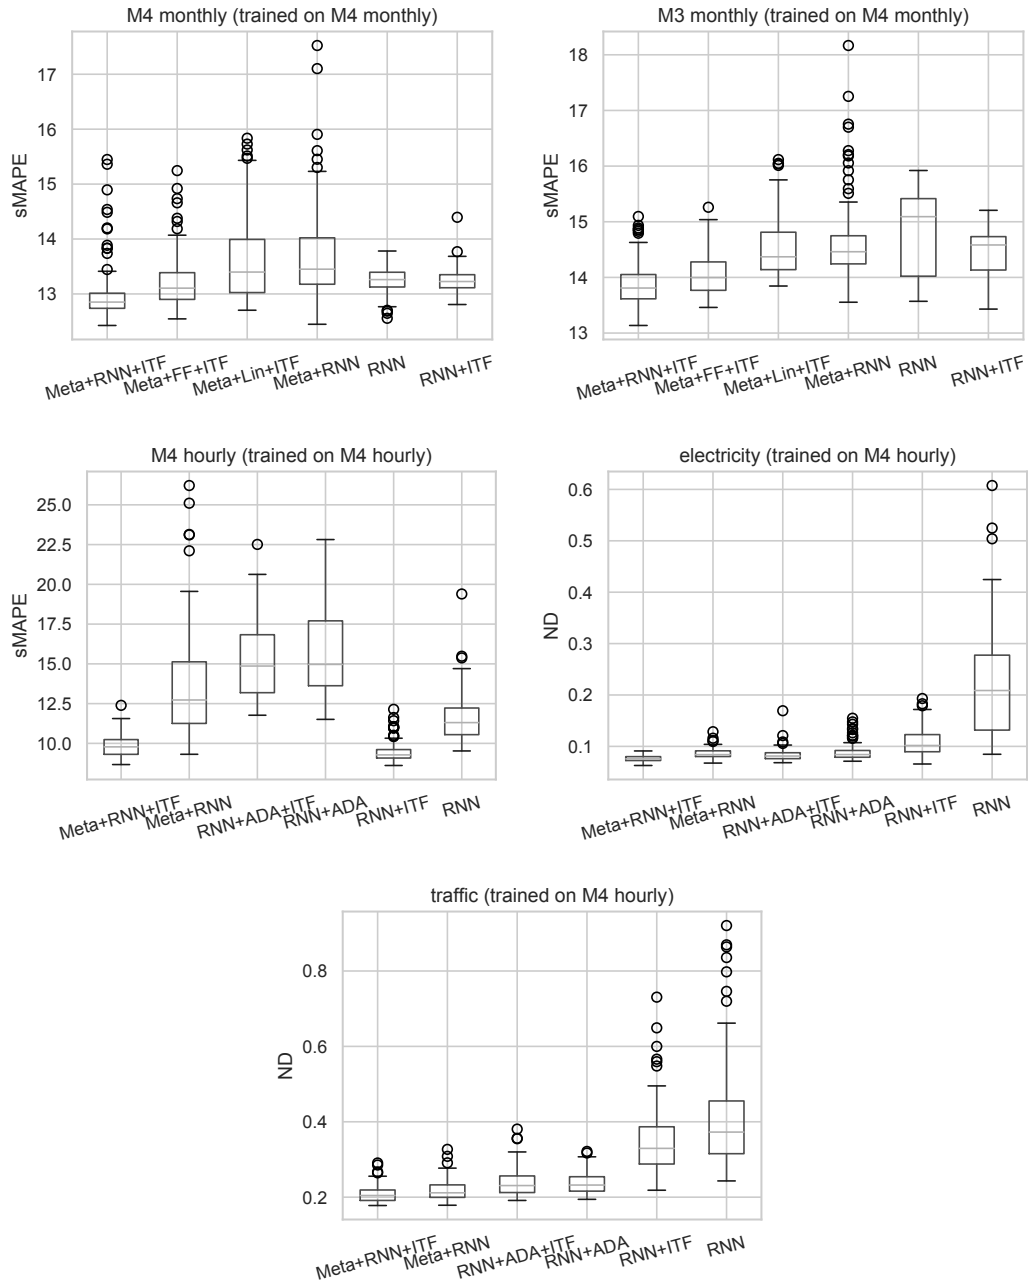 M4 monthly (trained on M4 monthly)
17
16
15
14
13
sMAPE
Meta+RNN+ITF
Meta+FF+ITF
Meta+Lin+ITF
Meta+RNN
RNN
RNN+ITF
M3 monthly (trained on M4 monthly)
18
17
16
15
14
13
sMAPE
Meta+RNN+ITF
Meta+FF+ITF
Meta+Lin+ITF
Meta+RNN
RNN
RNN+ITF
M4 hourly (trained on M4 hourly)
25.0
22.5
20.0
17.5
15.0
12.5
10.0
sMAPE
Meta+RNN+ITF
Meta+RNN
RNN+ADA+ITF
RNN+ADA
RNN+ITF
RNN
electricity (trained on M4 hourly)
0.6
0.5
0.4
0.3
0.2
0.1
ND
Meta+RNN+ITF
Meta+RNN
RNN+ADA+ITF
RNN+ADA
RNN+ITF
RNN
traffic (trained on M4 hourly)
0.8
0.6
0.4
0.2
ND
Meta+RNN+ITF
Meta+RNN
RNN+ADA+ITF
RNN+ADA
RNN+ITF
RNN